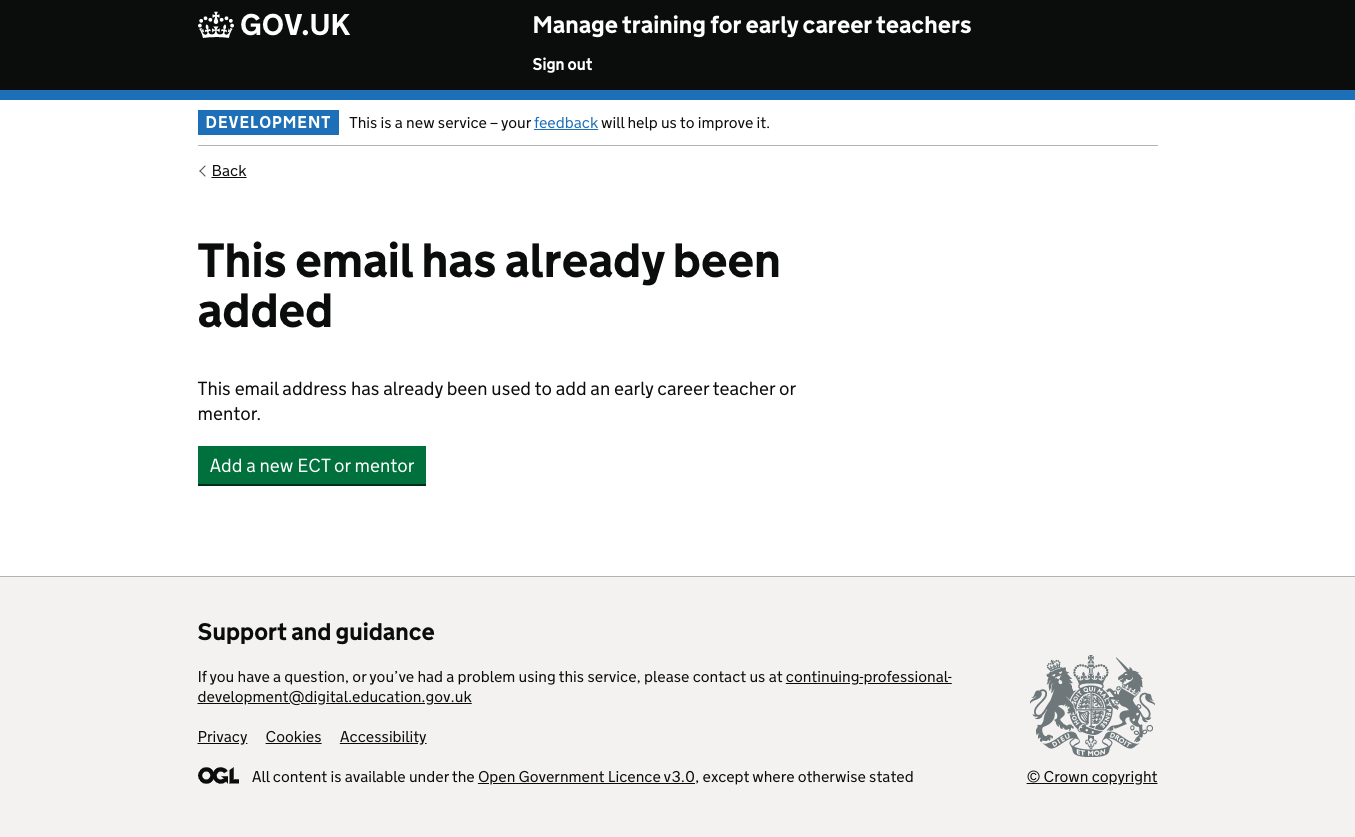 GOV.UK
Manage training for early career teachers
Sign out
DEVELOPMENT This is a new service – your feedback will help us to improve it.
Back
This email has already been
added
This email address has already been used to add an early career teacher or
mentor.
Add a new ECT or mentor
Support and guidance
If you have a question, or you’ve had a problem using this service, please contact us at continuing-professional-
development@digital.education.gov.uk
Privacy Cookies Accessibility
DIEU ET MON DROIT
OGL All content is available under the Open Government Licence v3.0, except where otherwise stated
© Crown copyright